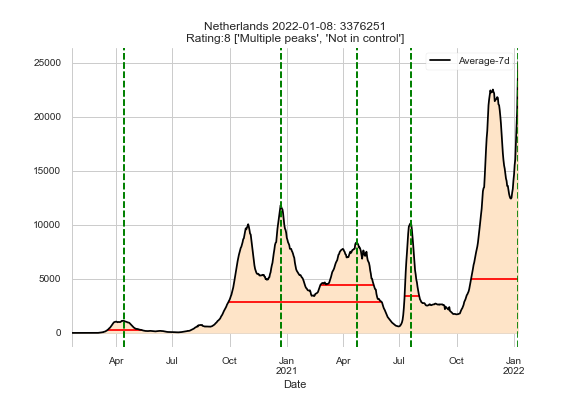 Netherlands 2022-01-08: 3376251
Rating:8 ['Multiple peaks', 'Not in control']
Average-7d
25000
20000
15000
10000
5000
0
Apr
Jul
Oct
Jan
2021
Apr
Jul
Oct
Jan
2022
Date